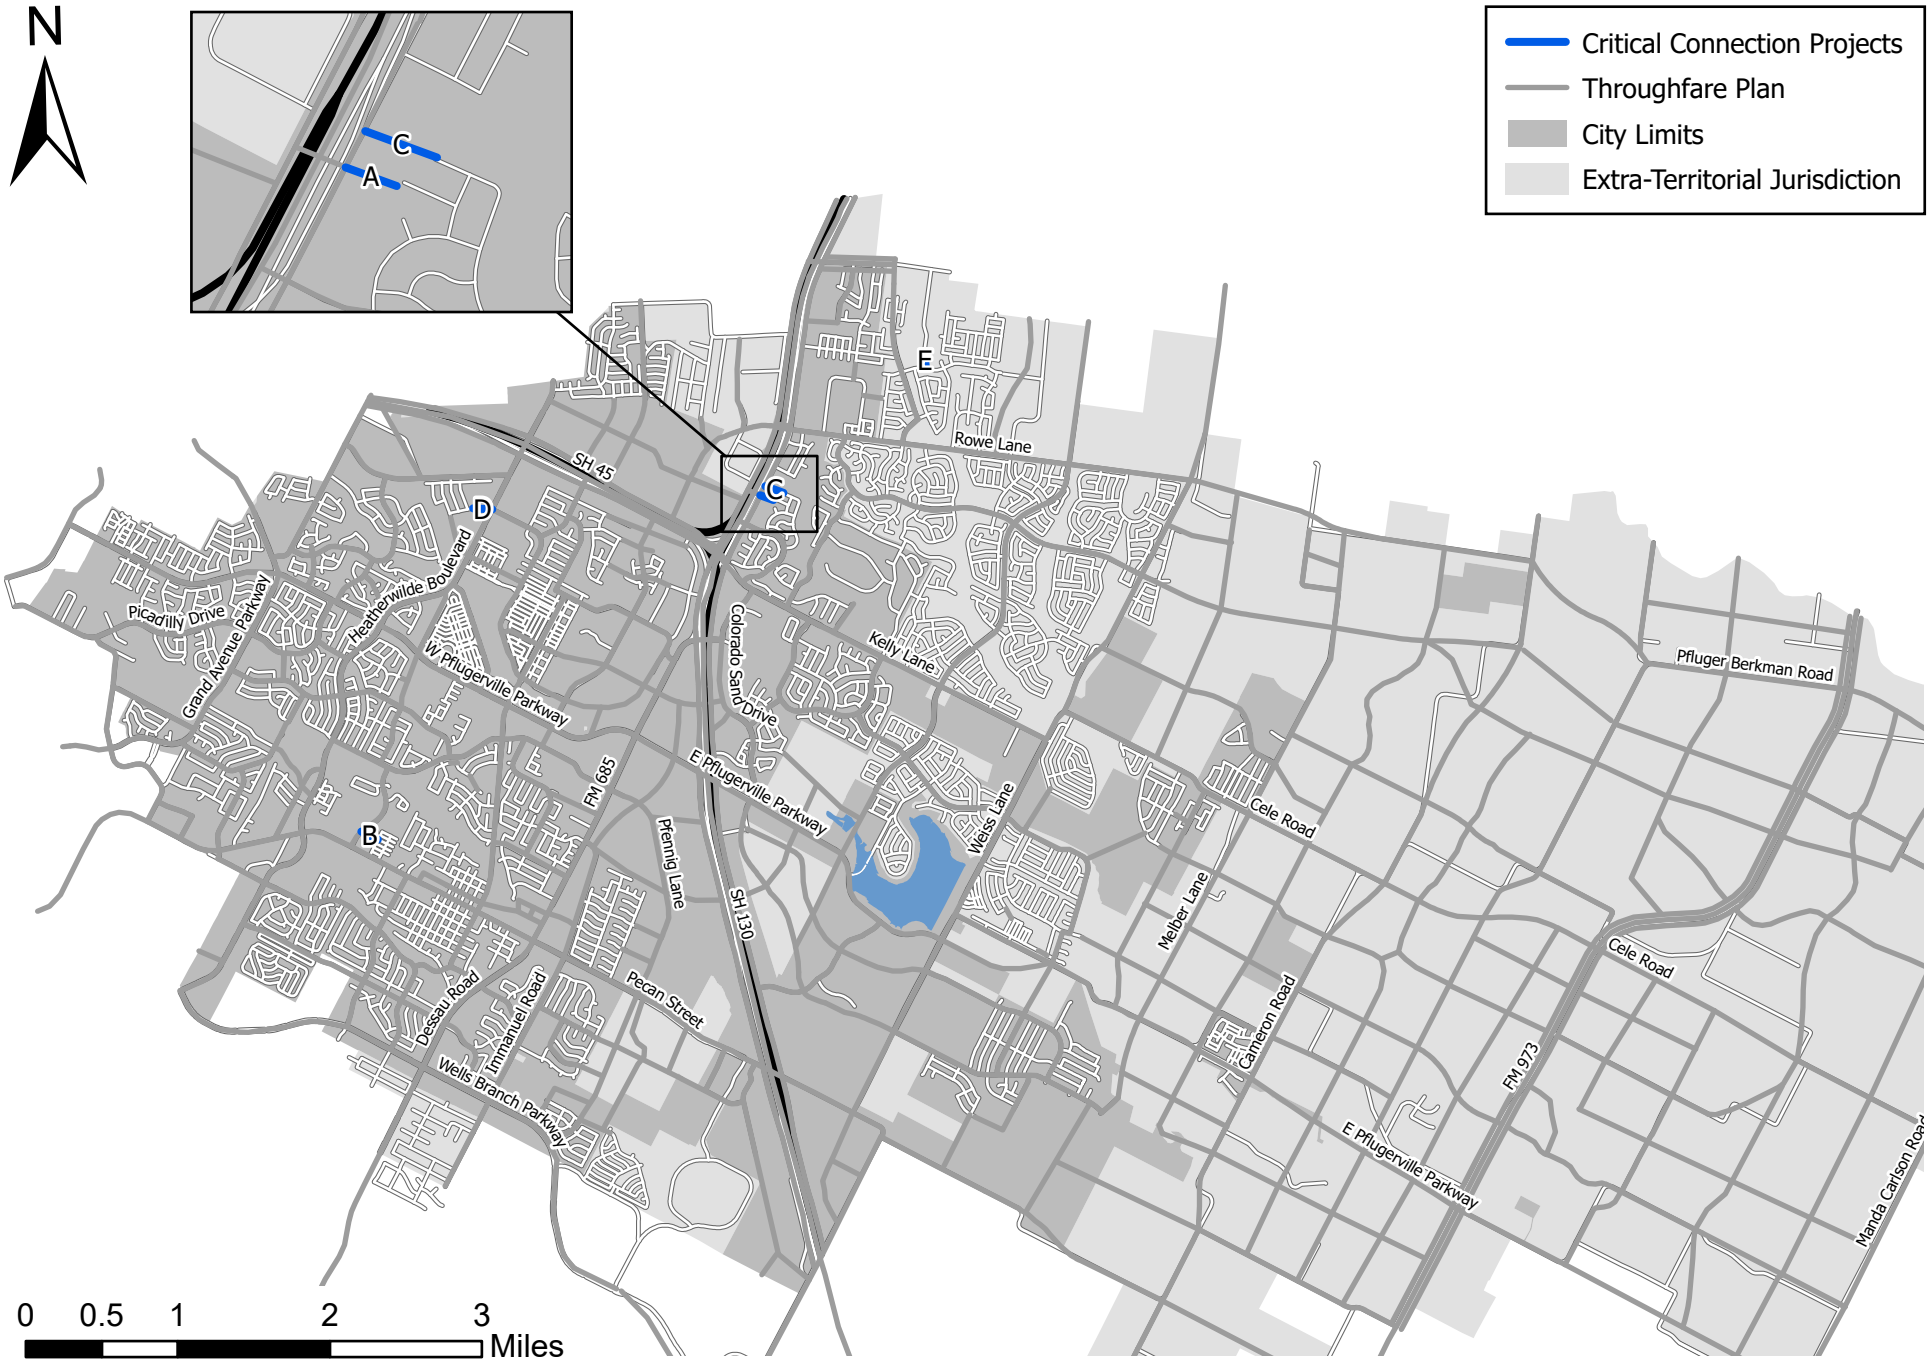 N
C
A
Critical Connection Projects
Throughfare Plan
City Limits
Extra-Territorial Jurisdiction
E
Rowe Lane
SH 45
C
D
Heatherwilde Boulevard
Picadilly Drive
Grand Avenue Parkway
W Pflugerville Parkway
Colorado Sand Drive
Kelly Lane
Pfluger Berkman Road
E Pflugerville Parkway
FM 685
Weiss Lane
Cele Road
B
Pfennig Lane
SH 130
Melber Lane
Cele Road
Pecan Street
Dessau Road
Immanuel Road
Cameron Road
FM 973
Wells Branch Parkway
E Pflugerville Parkway
Manda Carlson Road
0 0.5 1 2 3
Miles